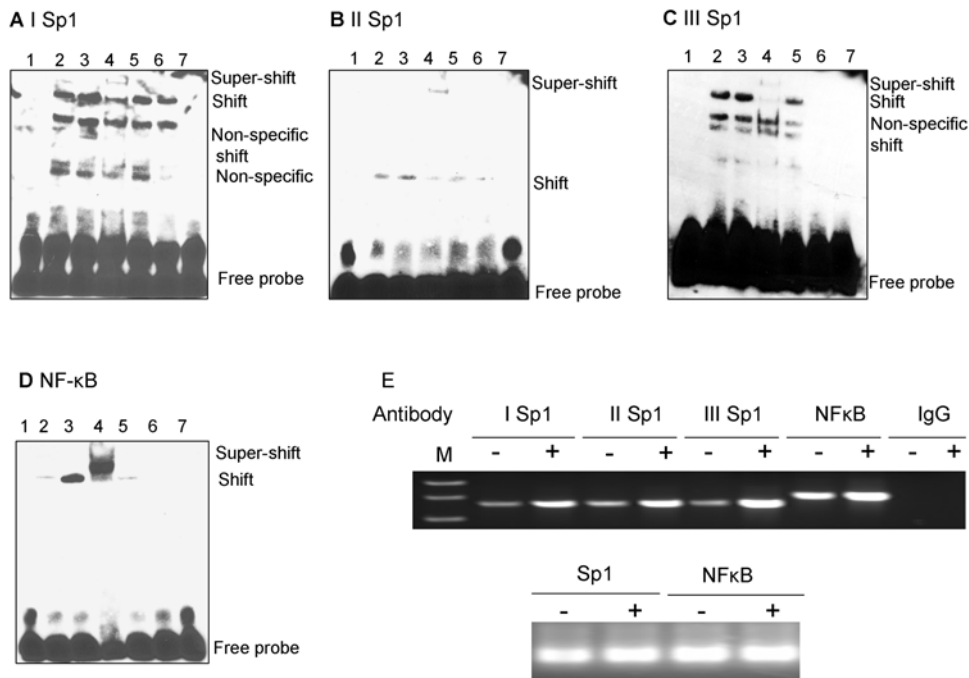 A I Sp1
1 2 3 4 5 6 7
Super-shift
Shift
Non-specific
shift
Non-specific
Free probe
B II Sp1
1 2 3 4 5 6 7
Super-shift
Shift
Free probe
C III Sp1
1 2 3 4 5 6 7
Super-shift
Shift
Non-specific
shift
Free probe
D NF-κB
1 2 3 4 5 6 7
Super-shift
Shift
Free probe
E
Antibody I Sp1 II Sp1 III Sp1 NFκB IgG
M - + - + - + - + - +
Sp1 NFκB
- + - +